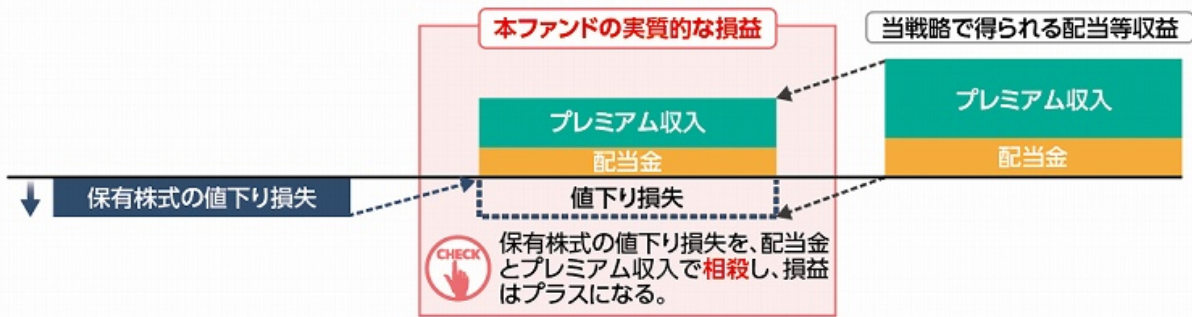 本ファンドの実質的な損益
当戦略で得られる配当等収益
プレミアム収入
配当金
プレミアム収入
配当金
保有株式の値下り損失
値下り損失
CHECK
保有株式の値下り損失を、配当金
とプレミアム収入で相殺し、損益
はプラスになる。